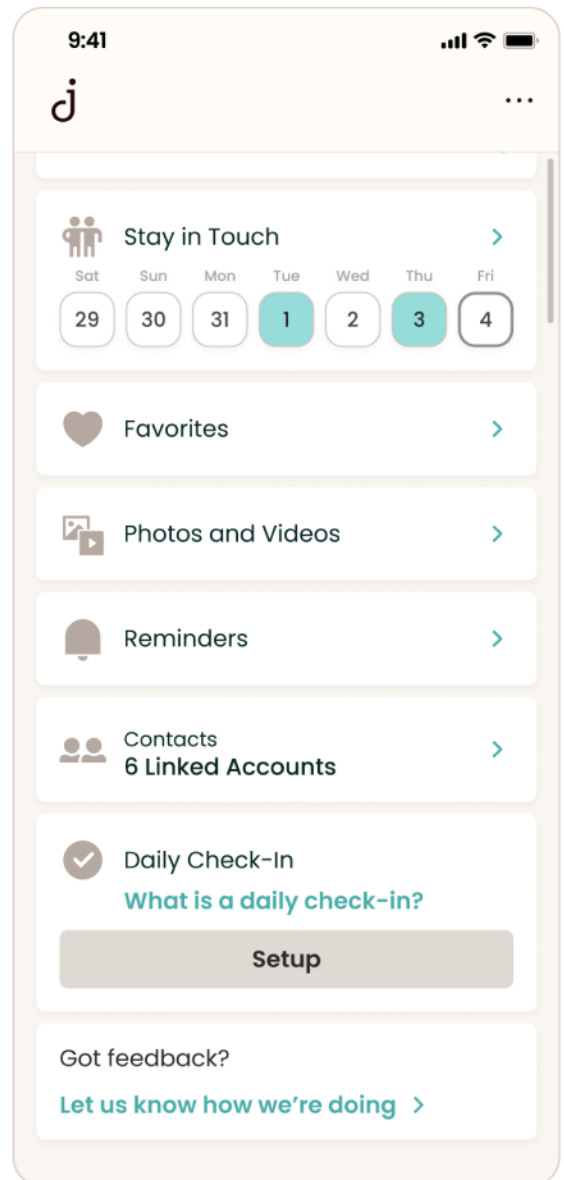 9:41
Stay in Touch
Sat Sun Mon Tue Wed Thu Fri
29 30 31 1 2 3 4
Favorites
Photos and Videos
Reminders
Contacts
6 Linked Accounts
Daily Check-In
What is a daily check-in?
Setup
Got feedback?
Let us know how we’re doing